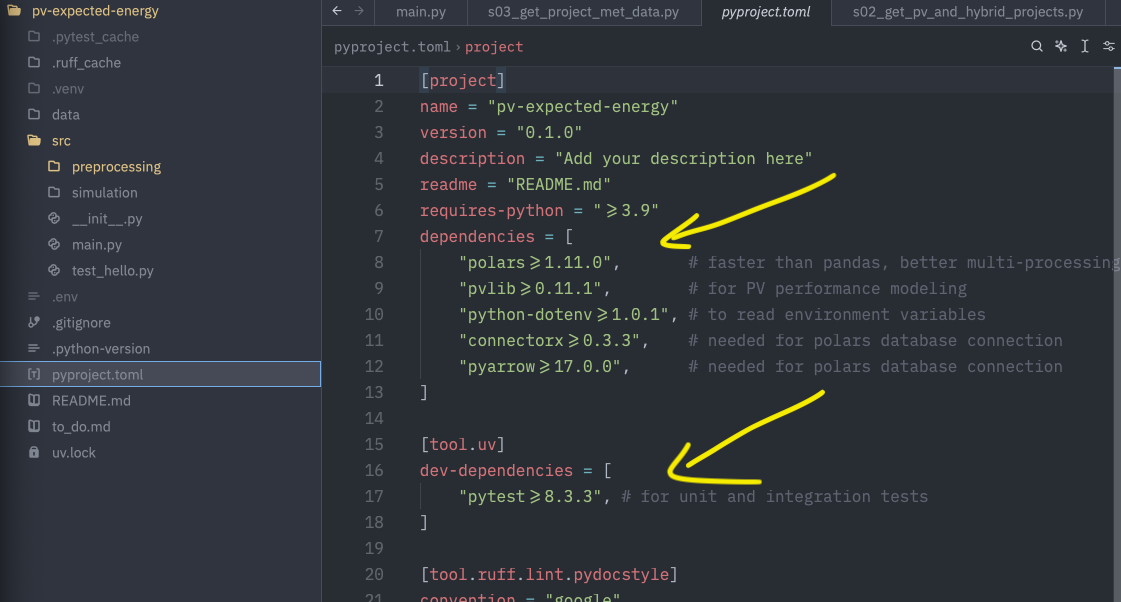 pv-expected-energy
.pytest_cache
.ruff_cache
.venv
data
src
preprocessing
simulation
__init__.py
main.py
test_hello.py
.env
.gitignore
.python-version
pyproject.toml
README.md
to_do.md
uv.lock
main.py
s03_get_project_met_data.py
pyproject.toml
s02_get_pv_and_hybrid_projects.py
pyproject.toml › project
1 [project]
2 name = "pv-expected-energy"
3 version = "0.1.0"
4 description = "Add your description here"
5 readme = "README.md"
6 requires-python = ">=3.9"
7 dependencies = [
8 "polars>=1.11.0", # faster than pandas, better multi-processing
9 "pvlib>=0.11.1", # for PV performance modeling
10 "python-dotenv>=1.0.1", # to read environment variables
11 "connectorx>=0.3.3", # needed for polars database connection
12 "pyarrow>=17.0.0", # needed for polars database connection
13 ]
14
15 [tool.uv]
16 dev-dependencies = [
17 "pytest>=8.3.3", # for unit and integration tests
18 ]
19
20 [tool.ruff.lint.pydocstyle]
21 convention = "google"